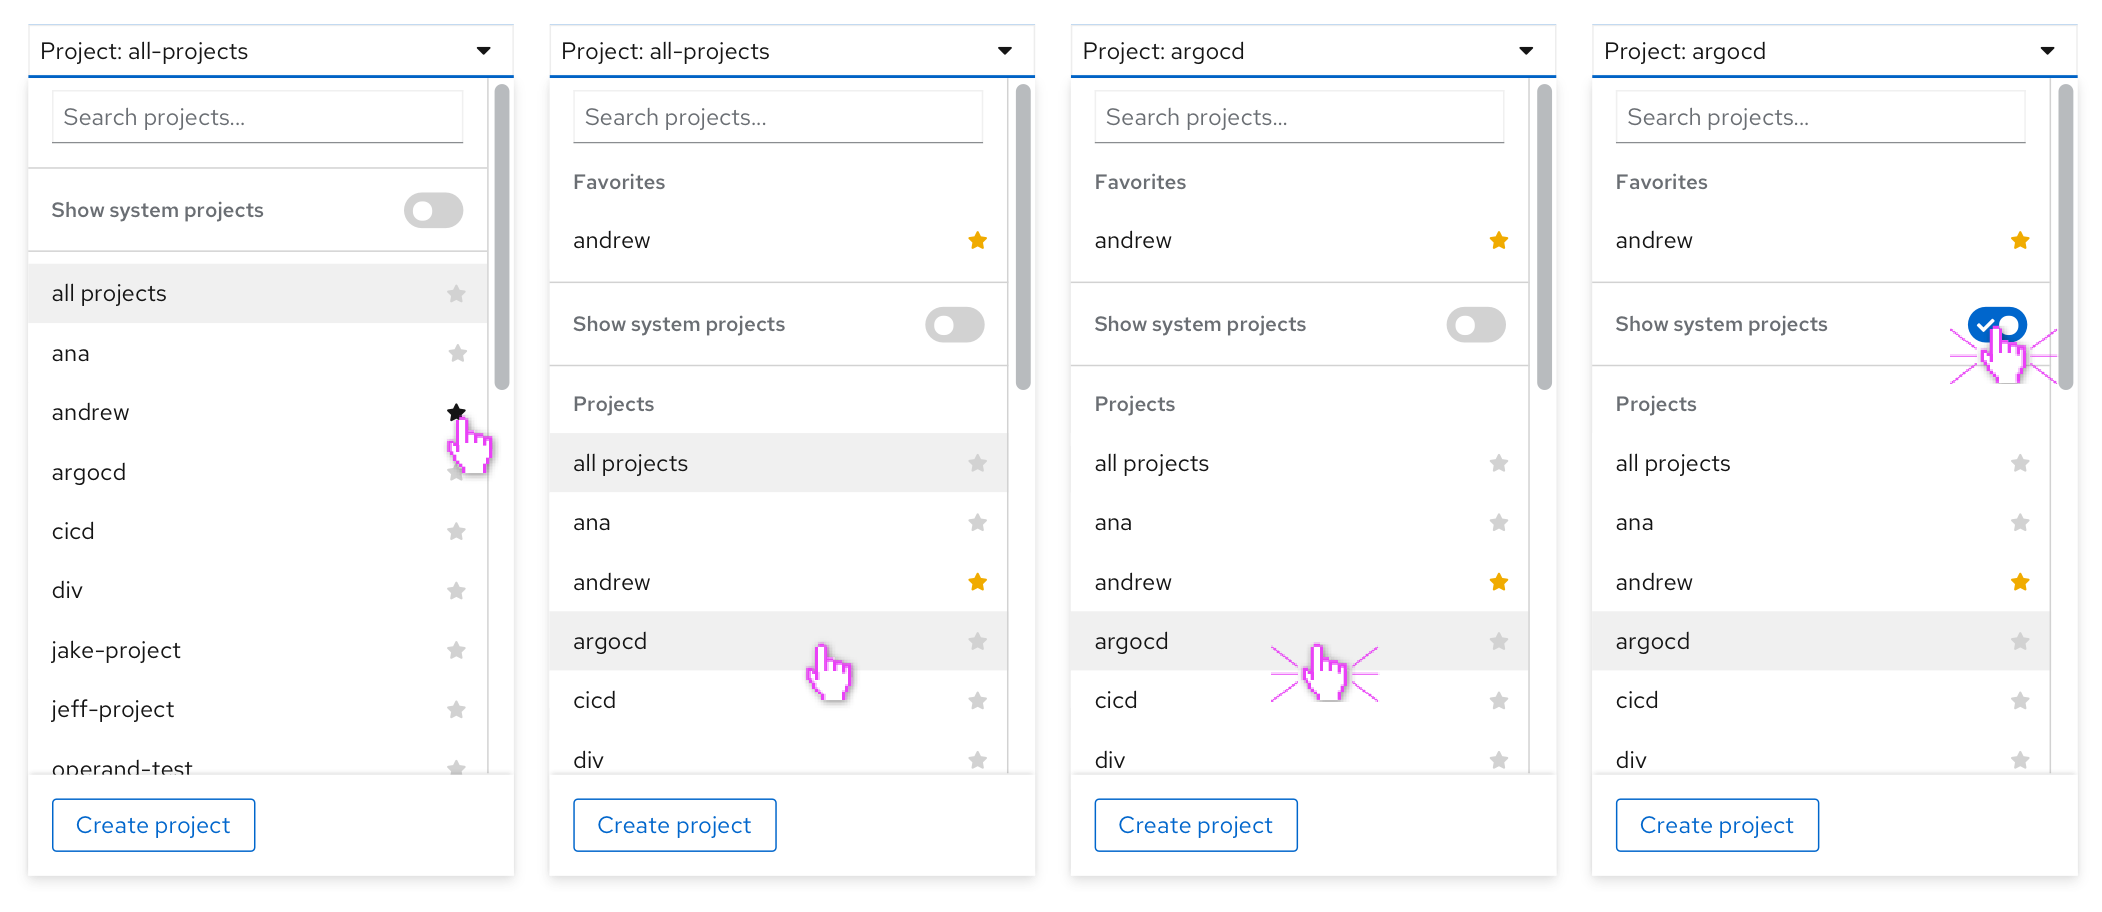 Project: all-projects
Search projects...
Show system projects
all projects
ana
andrew
argocd
cicd
div
jake-project
jeff-project
operand-test
Create project
Project: all-projects
Search projects...
Favorites
andrew
Show system projects
Projects
all projects
ana
andrew
argocd
cicd
div
Create project
Project: argocd
Search projects...
Favorites
andrew
Show system projects
Projects
all projects
ana
andrew
argocd
cicd
div
Create project
Project: argocd
Search projects...
Favorites
andrew
Show system projects
Projects
all projects
ana
andrew
argocd
cicd
div
Create project